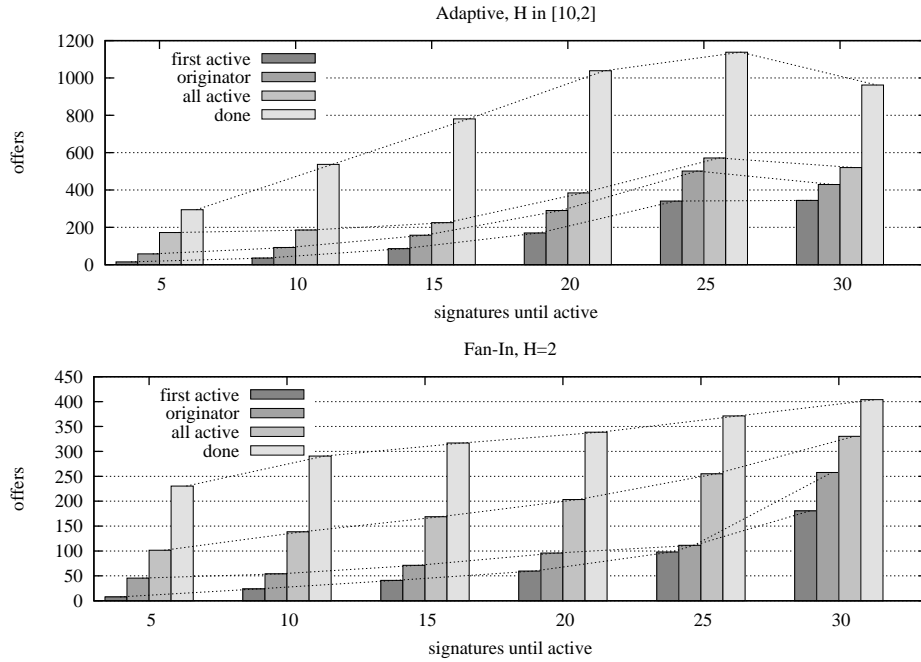 Adaptive, H in [10,2]
1200
1000
800
600
400
200
0
offers
first active
originator
all active
done
5 10 15 20 25 30
signatures until active
Fan-In, H=2
450
400
350
300
250
200
150
100
50
0
offers
first active
originator
all active
done
5 10 15 20 25 30
signatures until active